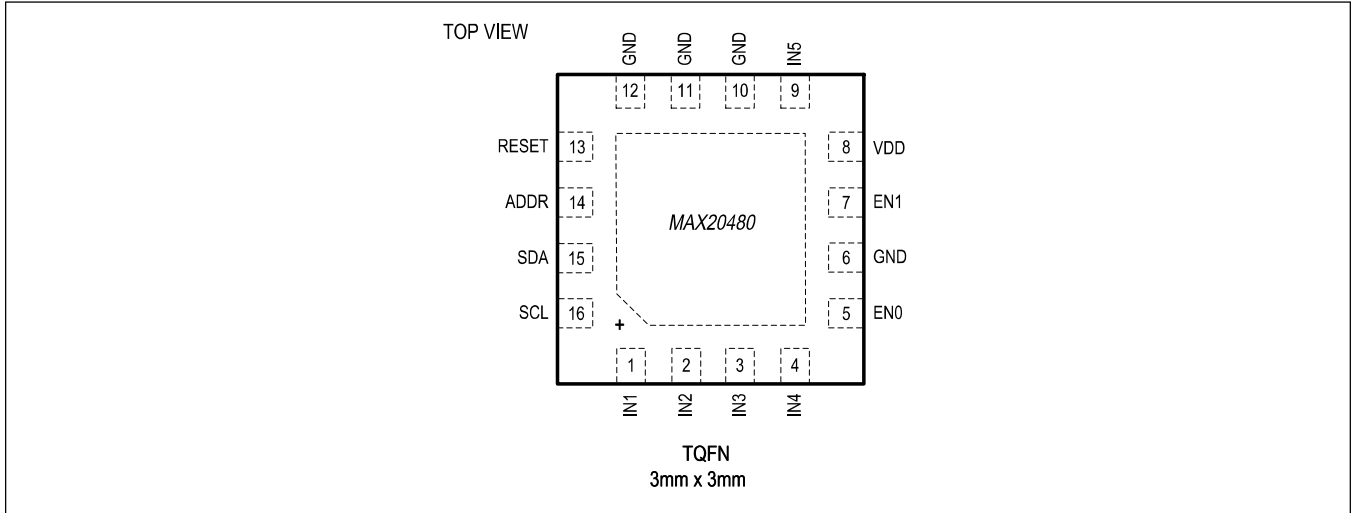 TOP VIEW
GND GND GND IN5
12 11 10 9
RESET 13 8 VDD
ADDR 14 7 EN1
MAX20480
SDA 15 6 GND
SCL 16 5 EN0
+
1 2 3 4
IN1 IN2 IN3 IN4
TQFN
3mm x 3mm